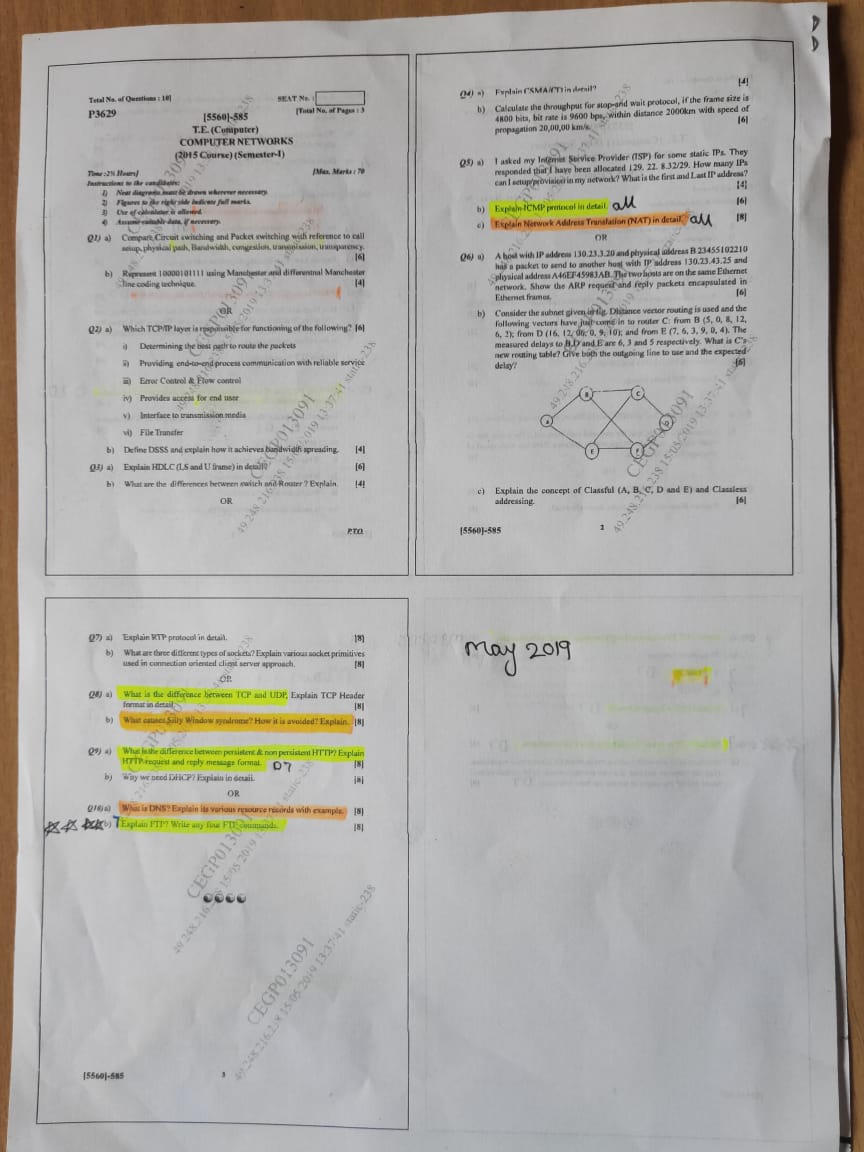 Total No. of Questions : 10]
SEAT No. :
P3629
[Total No. of Pages : 3
[5560]-585
T.E. (Computer)
COMPUTER NETWORKS
(2015 Course) (Semester-I)
Time :2½ Hours]
[Max. Marks : 70
Instructions to the candidates:
1) Neat diagrams must be drawn wherever necessary.
2) Figures to the right side indicate full marks.
3) Use of calculator is allowed.
4) Assume suitable data, if necessary.
Q1) a) Compare Circuit switching and Packet switching with reference to call
setup, physical path, Bandwidth, congestion, transmission, transparency.
[6]
b) Represent 10000101111 using Manchester and differential Manchester
line coding technique. [4]
OR
Q2) a) Which TCP/IP layer is responsible for functioning of the following? [6]
i) Determining the best path to route the packets
ii) Providing end-to-end process communication with reliable service
iii) Error Control & Flow control
iv) Provides access for end user
v) Interface to transmission media
vi) File Transfer
b) Define DSSS and explain how it achieves bandwidth spreading. [4]
Q3) a) Explain HDLC (I,S and U frame) in detail? [6]
b) What are the differences between switch and Router ? Explain. [4]
OR
P.T.O.
Q4) a) Explain CSMA/CD in detail? [4]
b) Calculate the throughput for stop-and wait protocol, if the frame size is
4800 bits, bit rate is 9600 bps, within distance 2000km with speed of
propagation 20,00,00 km/s. [6]
Q5) a) I asked my Internet Service Provider (ISP) for some static IPs. They
responded that I have been allocated 129. 22. 8.32/29. How many IPs
can I setup/provision in my network? What is the first and Last IP address?
[4]
b) Explain ICMP protocol in detail. all [6]
c) Explain Network Address Translation (NAT) in detail. all [8]
OR
Q6) a) A host with IP address 130.23.3.20 and physical address B23455102210
has a packet to send to another host with IP address 130.23.43.25 and
physical address A46EF45983AB. The two hosts are on the same Ethernet
network. Show the ARP request and reply packets encapsulated in
Ethernet frames. [6]
b) Consider the subnet given in fig. Distance vector routing is used and the
following vectors have just come in to router C: from B (5, 0, 8, 12,
6, 2); from D (16, 12, 06, 0, 9, 10); and from E (7, 6, 3, 9, 0, 4). The
measured delays to B,D and E are 6, 3 and 5 respectively. What is C's
new routing table? Give both the outgoing line to use and the expected
delay? [6]
B C
A D
E F
c) Explain the concept of Classful (A, B, C, D and E) and Classless
addressing. [6]
[5560]-585 2
Q7) a) Explain RTP protocol in detail. [8]
b) What are three different types of sockets? Explain various socket primitives
used in connection oriented client server approach. [8]
OR
Q8) a) What is the difference between TCP and UDP, Explain TCP Header
format in detail. [8]
b) What causes Silly Window syndrome? How it is avoided? Explain. [8]
Q9) a) What is the difference between persistent & non persistent HTTP? Explain
HTTP request and reply message format. D7 [8]
b) Way we need DHCP? Explain in detail. [8]
OR
Q10) a) What is DNS? Explain its various resource records with example. [8]
b) Explain FTP? Write any four FTP commands. [8]
[5560]-585 3
May 2019
CEGP013091
49.248.216.238 15/05/2019 13:37:41 static-238